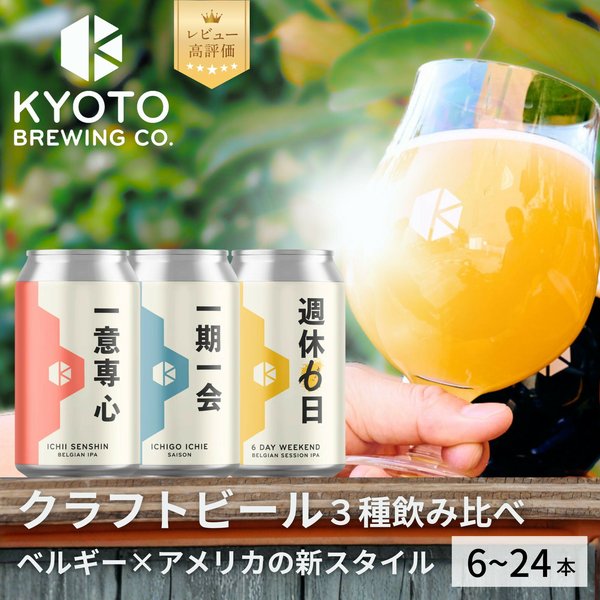 KYOTO
BREWING CO.
レビュー
高評価
一意専心
ICHII SENSHIN
BELGIAN IPA
一期一会
ICHIGO ICHIE
SAISON
週休6日
6 DAY WEEKEND
BELGIAN SESSION IPA
クラフトビール3種飲み比べ
ベルギー×アメリカの新スタイル
6~24本